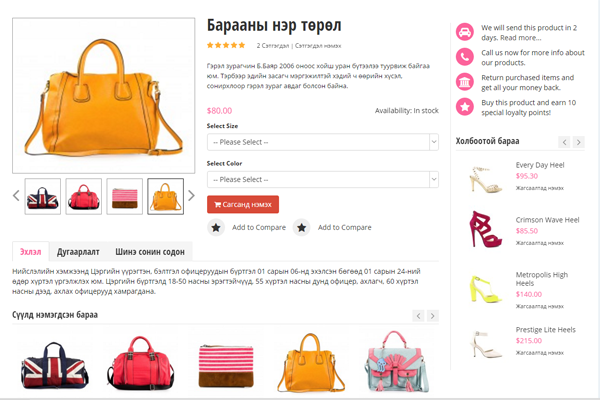 Барааны нэр төрөл
2 Сэтгэгдэл | Сэтгэгдэл нэмэх
Гэрэл зурагчин Б.Баяр 2006 оноос хойш уран бүтээлээ туурвиж байгаа
юм. Тэрбээр эдийн засагч мэргэжилтэй хэдий ч өөрийн хүсэл,
сонирхлоор гэрэл зураг авдаг болсон байна.
$80.00
Availability: In stock
Select Size
-- Please Select --
Select Color
-- Please Select --
Сагсанд нэмэх
Add to Compare
Add to Compare
Эхлэл
Дугаарлалт
Шинэ сонин содон
Нийслэлийн хэмжээнд Цэргийн үүрэгтэн, бэлтгэл офицеруудын бүртгэл 01 сарын 06-нд эхэлсэн бөгөөд 01 сарын 24-ний
өдөр хүртэл үргэлжлэх юм. Цэргийн бүртгэлд 18-50 насны эрэгтэйчүүд, 55 хүртэл насны дунд офицер, ахлагч, 60 хүртэл
насны дээд, ахлах офицерууд хамрагдана.
Сүүлд нэмэгдсэн бараа
We will send this product in 2
days. Read more...
Call us now for more info about
our products.
Return purchased items and
get all your money back.
Buy this product and earn 10
special loyalty points!
Холбоотой бараа
Every Day Heel
$95.30
Жагсаалтад нэмэх
Crimson Wave Heel
$85.50
Жагсаалтад нэмэх
Metropolis High
Heels
$140.00
Жагсаалтад нэмэх
Prestige Lite Heels
$215.00
Жагсаалтад нэмэх